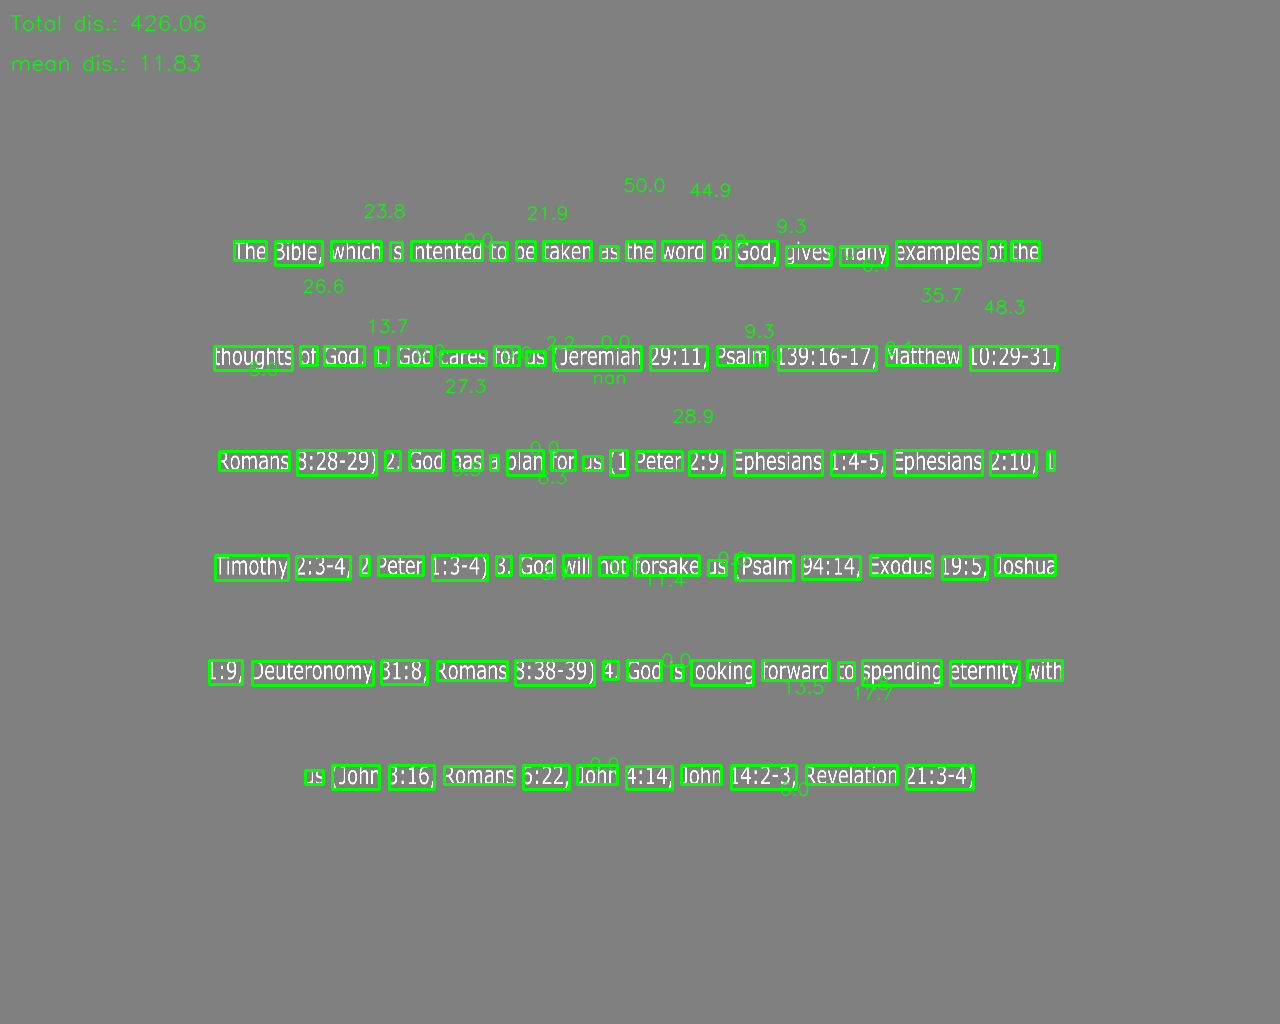 Total dis.: 426.06
mean dis.: 11.83
50.0 44.9
23.8 21.9
9.3
The Bible, which is intented to be taken as the word of God, gives many examples of the
26.6 35.7 48.3
13.7 9.3
thoughts of God. 1. God cares for us (Jeremiah 29:11, Psalm 139:16-17, Matthew 10:29-31,
nan
27.3
28.9
Romans 8:28-29) 2. God has a plan for us (1 Peter 2:9, Ephesians 1:4-5, Ephesians 2:10, 1
Timothy 2:3-4, 2 Peter 1:3-4) 3. God will not forsake us (Psalm 94:14, Exodus 19:5, Joshua
11.4
1:9, Deuteronomy 31:8, Romans 8:38-39) 4. God is looking forward to spending eternity with
13.5 17.7
us (John 3:16, Romans 6:22, John 4:14, John 14:2-3, Revelation 21:3-4)